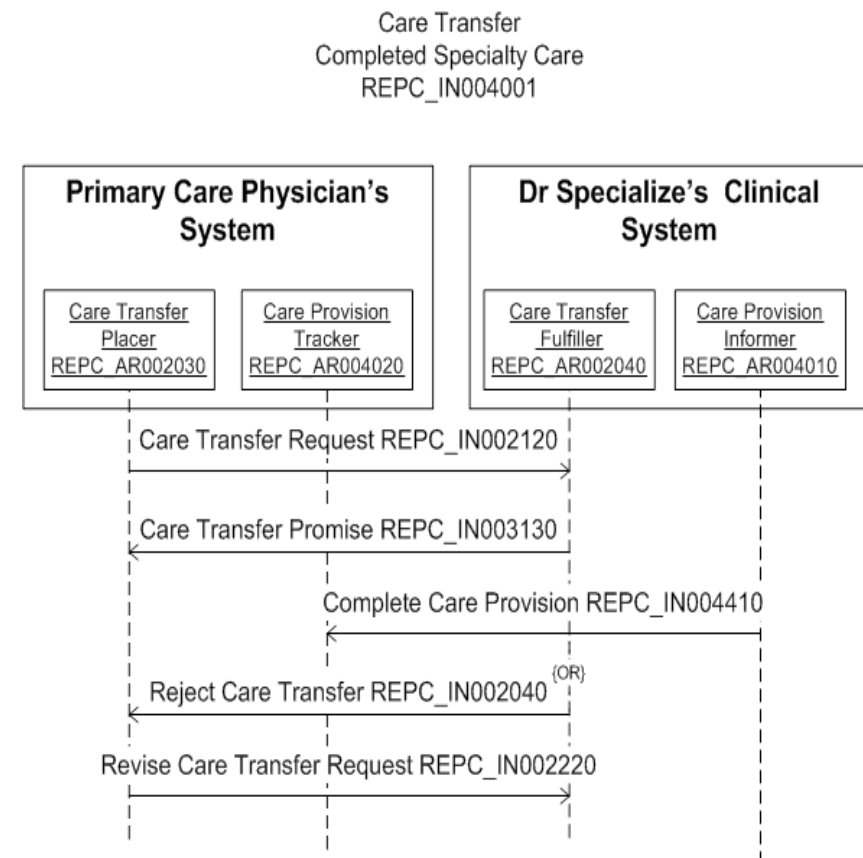 Care Transfer
Completed Specialty Care
REPC_IN004001
Primary Care Physician's
System
Dr Specialize's Clinical
System
Care Transfer
Placer
REPC_AR002030
Care Provision
Tracker
REPC_AR004020
Care Transfer
Fulfiller
REPC_AR002040
Care Provision
Informer
REPC_AR004010
Care Transfer Request REPC_IN002120
Care Transfer Promise REPC_IN003130
Complete Care Provision REPC_IN004410
{OR}
Reject Care Transfer REPC_IN002040
Revise Care Transfer Request REPC_IN002220